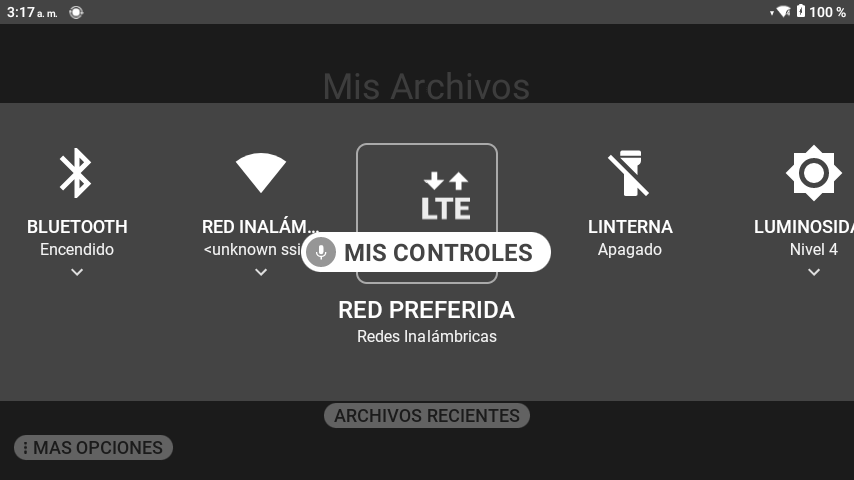 3:17 a. m.
100 %
Mis Archivos
LTE
BLUETOOTH
Encendido
RED INALÁM...
<unknown ssi
MIS CONTROLES
RED PREFERIDA
Redes Inalámbricas
LINTERNA
Apagado
LUMINOSIDA
Nivel 4
ARCHIVOS RECIENTES
MAS OPCIONES